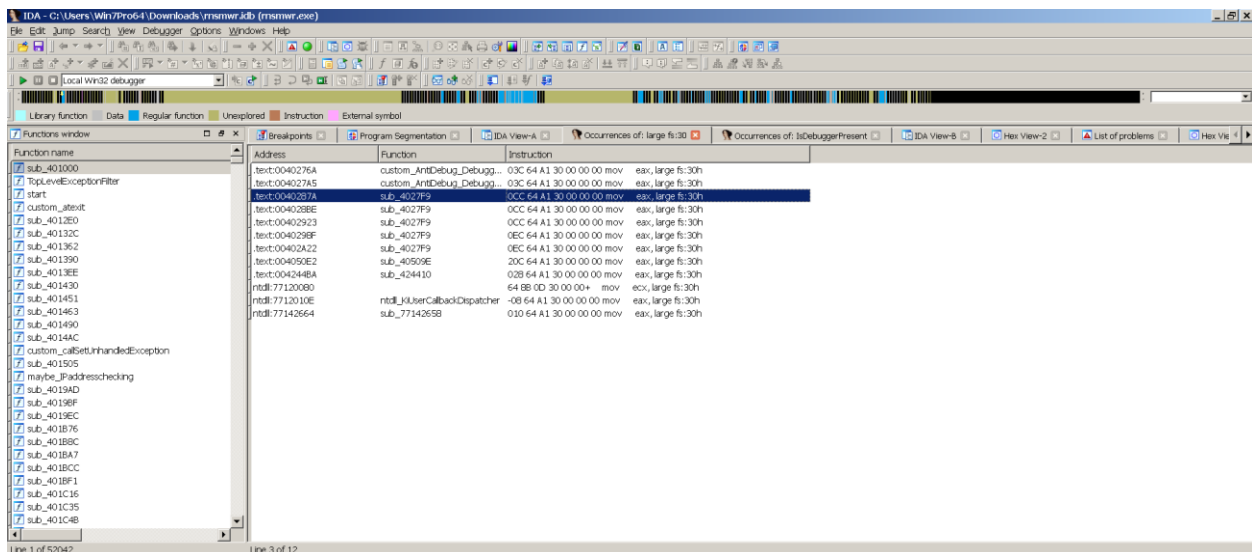 IDA - C:\Users\Win7Pro64\Downloads\rnsmwr.idb (rnsmwr.exe)
File Edit Jump Search View Debugger Options Windows Help
Local Win32 debugger
Library function Data Regular function Unexplored Instruction External symbol
Functions window Breakpoints Program Segmentation IDA View-A Occurrences of: large fs:30 Occurrences of: IsDebuggerPresent IDA View-B Hex View-2 List of problems Hex Vie
Function name Address Function Instruction
sub_401000 .text:0040276A custom_AntiDebug_Debugg... 03C 64 A1 30 00 00 00 mov eax, large fs:30h
TopLevelExceptionFilter .text:004027A5 custom_AntiDebug_Debugg... 03C 64 A1 30 00 00 00 mov eax, large fs:30h
start .text:0040287A sub_4027F9 0CC 64 A1 30 00 00 00 mov eax, large fs:30h
custom_atexit .text:004028BE sub_4027F9 0CC 64 A1 30 00 00 00 mov eax, large fs:30h
sub_4012E0 .text:00402923 sub_4027F9 0CC 64 A1 30 00 00 00 mov eax, large fs:30h
sub_40132C .text:0040298F sub_4027F9 0EC 64 A1 30 00 00 00 mov eax, large fs:30h
sub_401362 .text:00402A22 sub_4027F9 0EC 64 A1 30 00 00 00 mov eax, large fs:30h
sub_401390 .text:004050E2 sub_40509E 20C 64 A1 30 00 00 00 mov eax, large fs:30h
sub_4013EE .text:004244BA sub_424410 028 64 A1 30 00 00 00 mov eax, large fs:30h
sub_401430 ntdll:77120080 64 8B 0D 30 00 00+ mov ecx, large fs:30h
sub_401451 ntdll:7712010E ntdll_KiUserCallbackDispatcher -08 64 A1 30 00 00 00 mov eax, large fs:30h
sub_401463 ntdll:77142664 sub_7714265B 010 64 A1 30 00 00 00 mov eax, large fs:30h
sub_401490
sub_4014AC
custom_callSetUnhandledException
sub_401505
maybe_IPaddresschecking
sub_4019AD
sub_4019BF
sub_4019EC
sub_401B76
sub_401B8C
sub_401BA7
sub_401BCC
sub_401BF1
sub_401C16
sub_401C35
sub_401C4B
Line 1 of 52042 Line 3 of 12